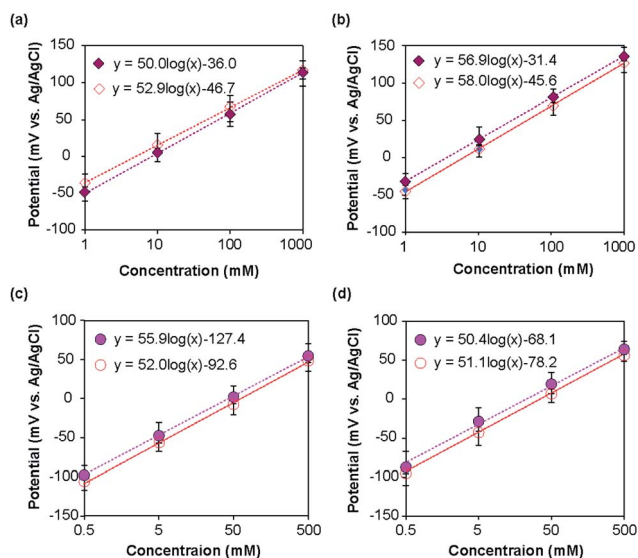 (a)
150
100
50
0
-50
-100
y = 50.0log(x)-36.0
y = 52.9log(x)-46.7
Potential (mV vs. Ag/AgCl)
1 10 100 1000
Concentration (mM)
(b)
150
100
50
0
-50
-100
y = 56.9log(x)-31.4
y = 58.0log(x)-45.6
Potential (mV vs. Ag/AgCl)
1 10 100 1000
Concentration (mM)
(c)
100
50
0
-50
-100
-150
y = 55.9log(x)-127.4
y = 52.0log(x)-92.6
Potential (mV vs. Ag/AgCl)
0.5 5 50 500
Concentraion (mM)
(d)
100
50
0
-50
-100
-150
y = 50.4log(x)-68.1
y = 51.1log(x)-78.2
Potential (mV vs. Ag/AgCl)
0.5 5 50 500
Concentraion (mM)